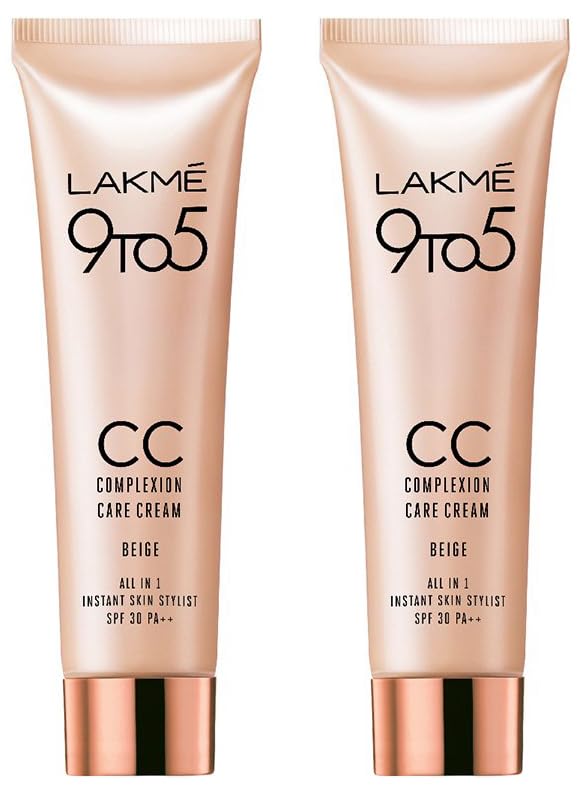 LAKMÉ
9TO5
CC
COMPLEXION
CARE CREAM
BEIGE
ALL IN 1
INSTANT SKIN STYLIST
SPF 30 PA++
LAKMÉ
9TO5
CC
COMPLEXION
CARE CREAM
BEIGE
ALL IN 1
INSTANT SKIN STYLIST
SPF 30 PA++